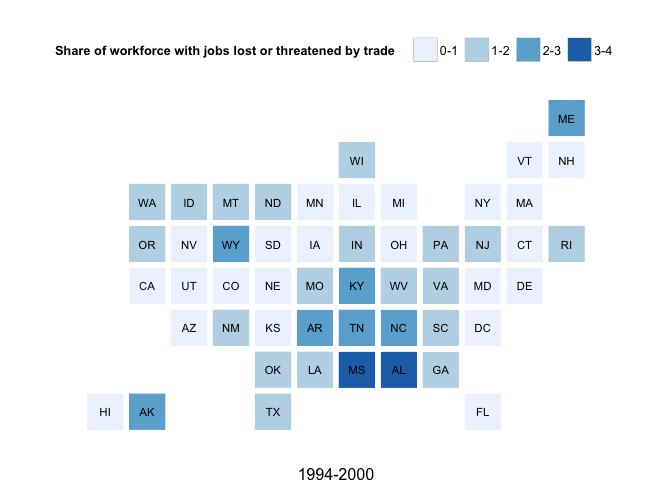 Share of workforce with jobs lost or threatened by trade 0-1 1-2 2-3 3-4
ME
WI VT NH
WA ID MT ND MN IL MI NY MA
OR NV WY SD IA IN OH PA NJ CT RI
CA UT CO NE MO KY WV VA MD DE
AZ NM KS AR TN NC SC DC
OK LA MS AL GA
HI AK TX FL
1994-2000